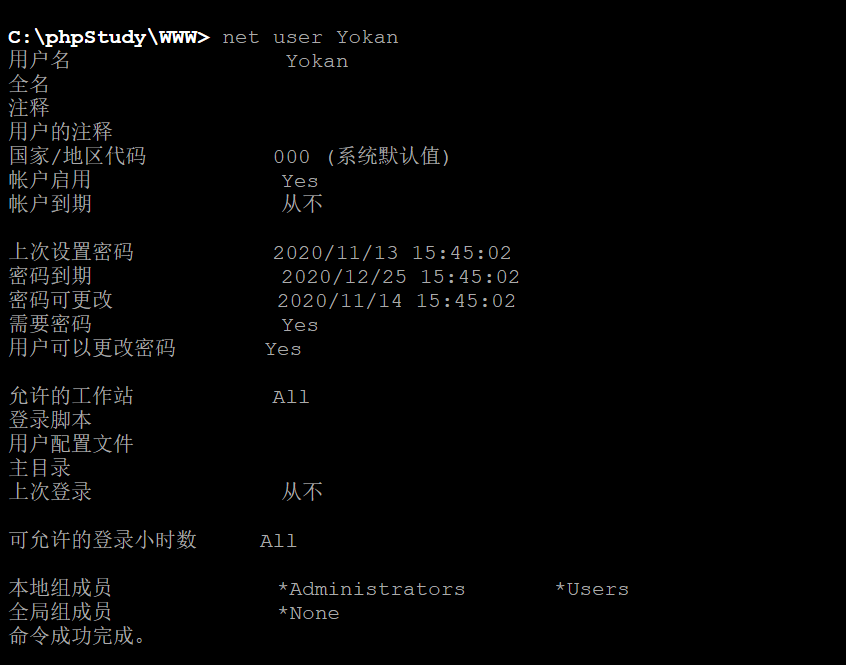 C:\phpStudy\WWW> net user Yokan
用户名 Yokan
全名
注释
用户的注释
国家/地区代码 000 (系统默认值)
帐户启用 Yes
帐户到期 从不
上次设置密码 2020/11/13 15:45:02
密码到期 2020/12/25 15:45:02
密码可更改 2020/11/14 15:45:02
需要密码 Yes
用户可以更改密码 Yes
允许的工作站 All
登录脚本
用户配置文件
主目录
上次登录 从不
可允许的登录小时数 All
本地组成员 *Administrators *Users
全局组成员 *None
命令成功完成。